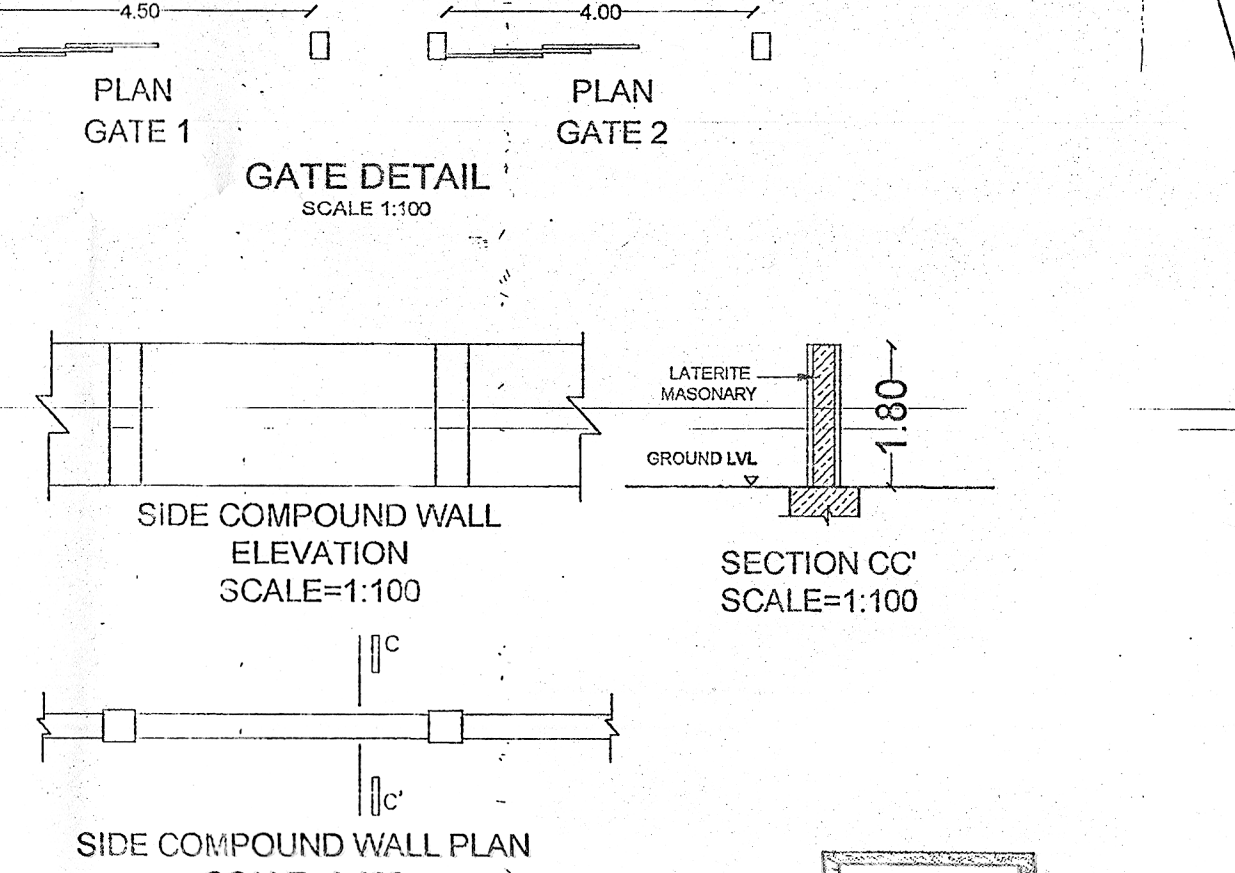 4.50
4.00
PLAN
GATE 1
PLAN
GATE 2
GATE DETAIL
SCALE 1:100
LATERITE
MASONARY
1.80
GROUND LVL
SIDE COMPOUND WALL
ELEVATION
SCALE=1:100
SECTION CC'
SCALE=1:100
C
C'
SIDE COMPOUND WALL PLAN